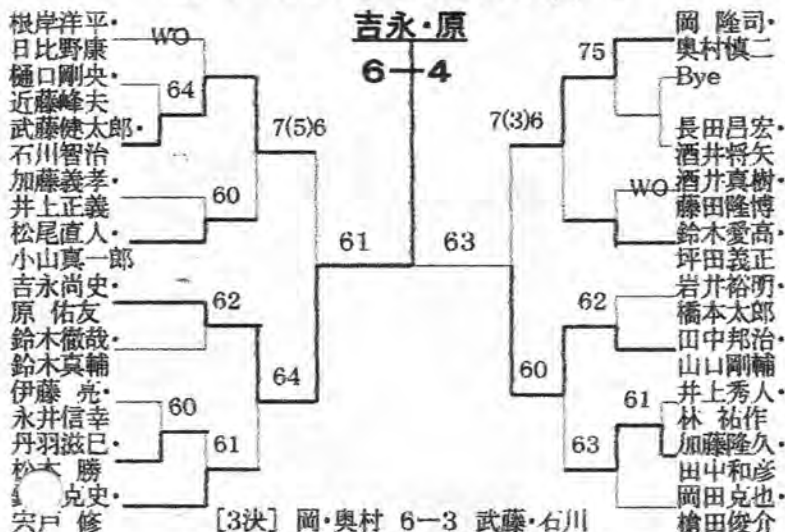 吉永・原
6-4
根岸洋平・
日比野康
樋口剛央・
近藤峰夫
武藤健太郎・
石川智治
加藤義孝・
井上正義
松尾直人・
小山真一郎
吉永尚史・
原 佑友
鈴木徹哉・
鈴木真輔
伊藤 亮・
永井信幸
丹羽滋巳・
松本 勝
克史・
宍戸 修
WO
64
7(5)6
60
61
62
64
60
61
岡 隆司・
奥村慎二
Bye
長田昌宏・
酒井将矢
酒井真樹・
藤田隆博
鈴木愛高・
坪田義正
岩井裕明・
橋本太郎
田中邦治・
山口剛輔
井上秀人・
林 祐作
加藤隆久・
田中和彦
岡田克也・
槍田俊介
75
7(3)6
WO
63
62
60
61
63
[3決] 岡・奥村 6-3 武藤・石川